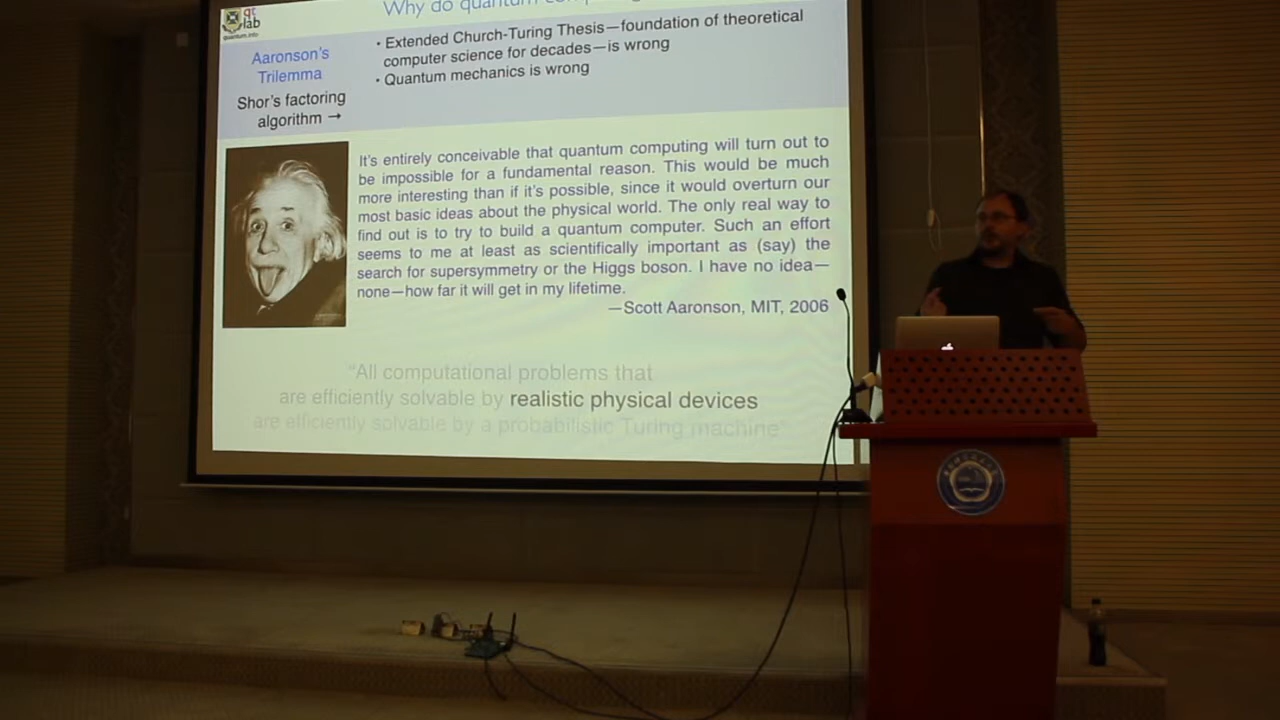 qt
lab
quantum.info
Why do quantum
Aaronson's
Trilemma
Shor's factoring
algorithm →
• Extended Church-Turing Thesis—foundation of theoretical
computer science for decades—is wrong
• Quantum mechanics is wrong
It's entirely conceivable that quantum computing will turn out to
be impossible for a fundamental reason. This would be much
more interesting than if it's possible, since it would overturn our
most basic ideas about the physical world. The only real way to
find out is to try to build a quantum computer. Such an effort
seems to me at least as scientifically important as (say) the
search for supersymmetry or the Higgs boson. I have no idea—
none—how far it will get in my lifetime.
—Scott Aaronson, MIT, 2006
"All computational problems that
are efficiently solvable by realistic physical devices
are efficiently solvable by a probabilistic Turing machine"